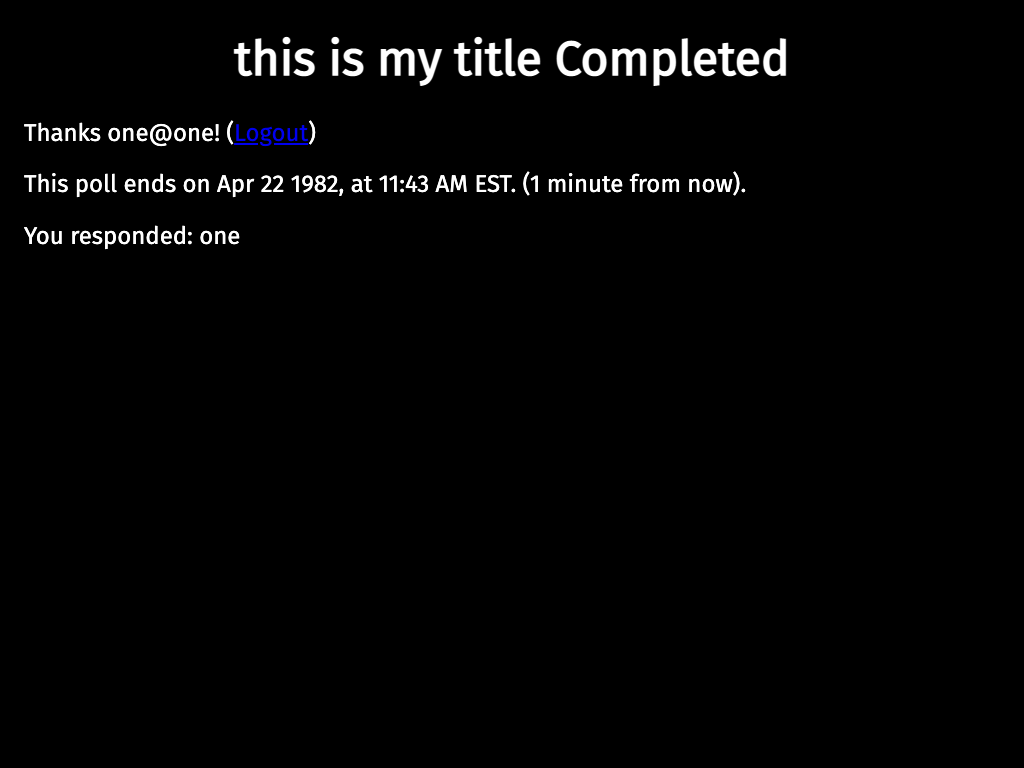 this is my title Completed
Thanks one@one! (Logout)
This poll ends on Apr 22 1982, at 11:43 AM EST. (1 minute from now).
You responded: one